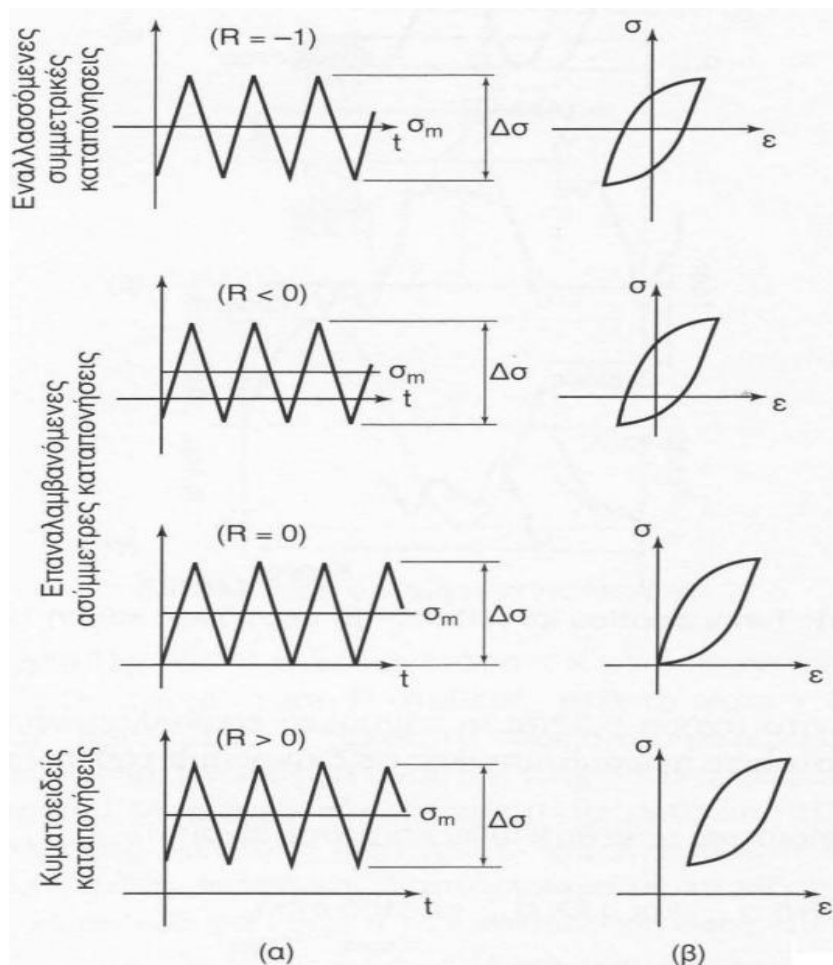 Εναλλασσόμενες
συμμετρικές
καταπονήσεις
(R = −1)
σm
t
Δσ
σ
ε
Επαναλαμβανόμενες
ασύμμετρες καταπονήσεις
(R < 0)
σm
t
Δσ
σ
ε
(R = 0)
σm
t
Δσ
σ
ε
Κυματοειδείς
καταπονήσεις
(R > 0)
σm
t
Δσ
σ
ε
(α)
(β)